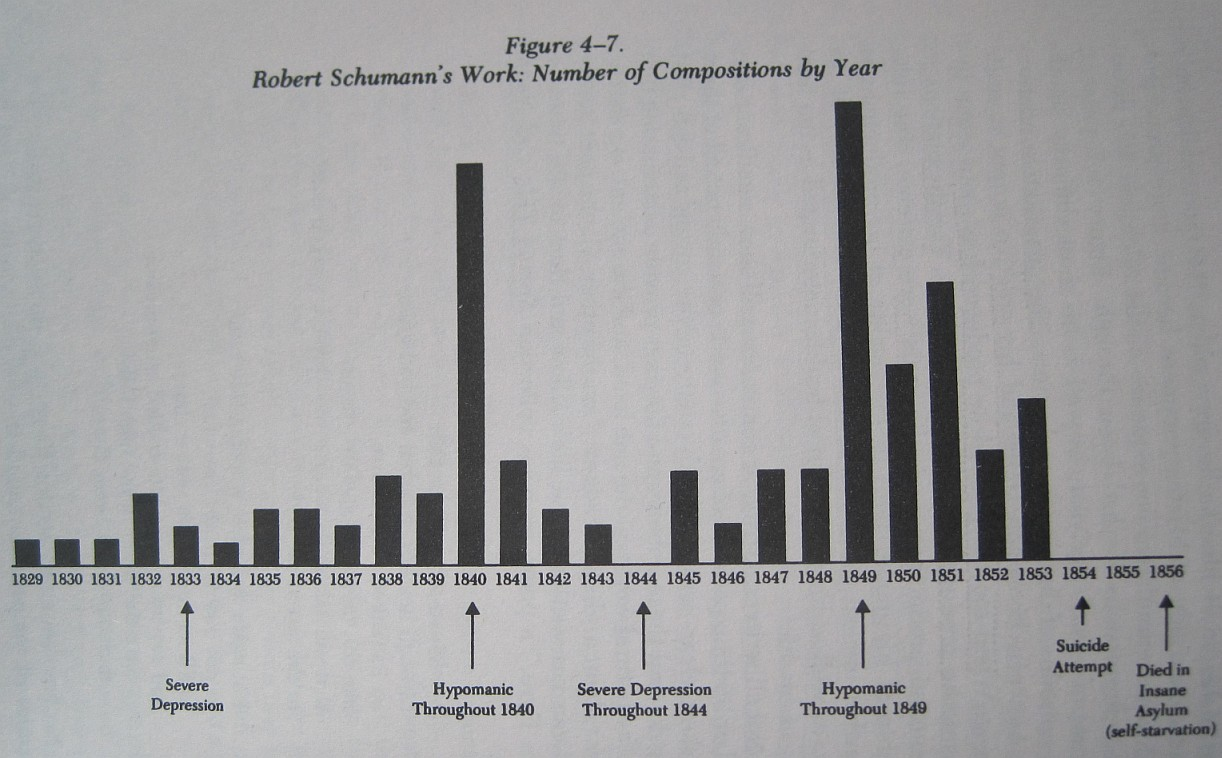 Figure 4–7.
Robert Schumann's Work: Number of Compositions by Year
1829 1830 1831 1832 1833 1834 1835 1836 1837 1838 1839 1840 1841 1842 1843 1844 1845 1846 1847 1848 1849 1850 1851 1852 1853 1854 1855 1856
Severe
Depression
Hypomanic
Throughout 1840
Severe Depression
Throughout 1844
Hypomanic
Throughout 1849
Suicide
Attempt
Died in
Insane
Asylum
(self-starvation)